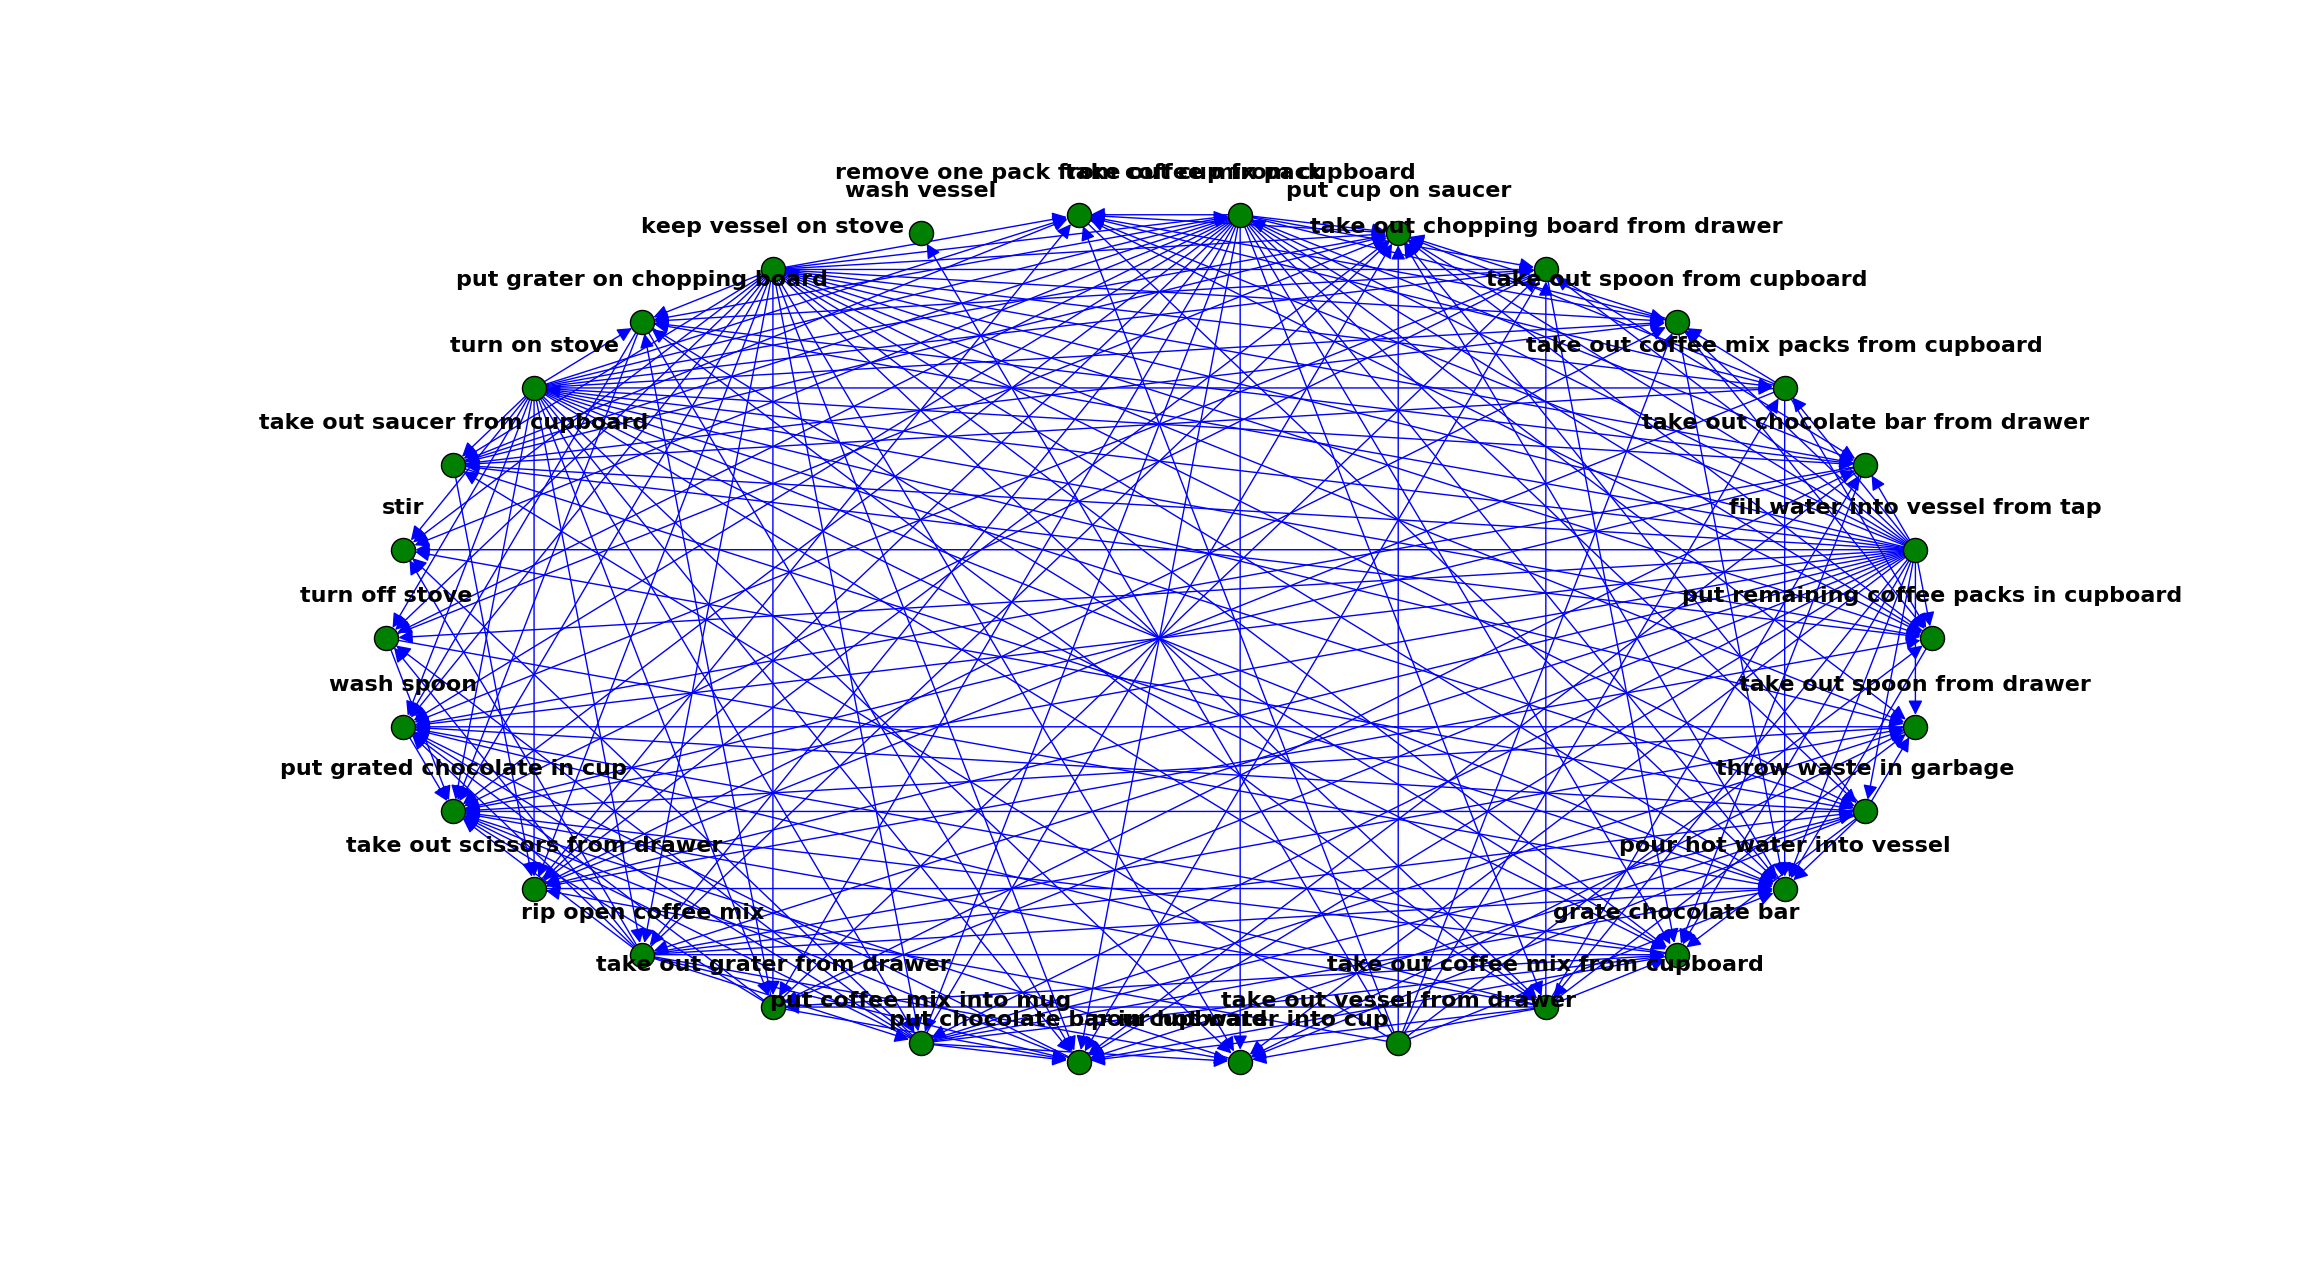 remove one pack from coffee mix pack
take out cup from cupboard
wash vessel
put cup on saucer
keep vessel on stove
take out chopping board from drawer
put grater on chopping board
take out spoon from cupboard
turn on stove
take out coffee mix packs from cupboard
take out saucer from cupboard
take out chocolate bar from drawer
stir
fill water into vessel from tap
turn off stove
put remaining coffee packs in cupboard
wash spoon
take out spoon from drawer
put grated chocolate in cup
throw waste in garbage
take out scissors from drawer
pour hot water into vessel
rip open coffee mix
grate chocolate bar
take out grater from drawer
take out coffee mix from cupboard
put coffee mix into mug
take out vessel from drawer
put chocolate bar in cupboard
pour hot water into cup